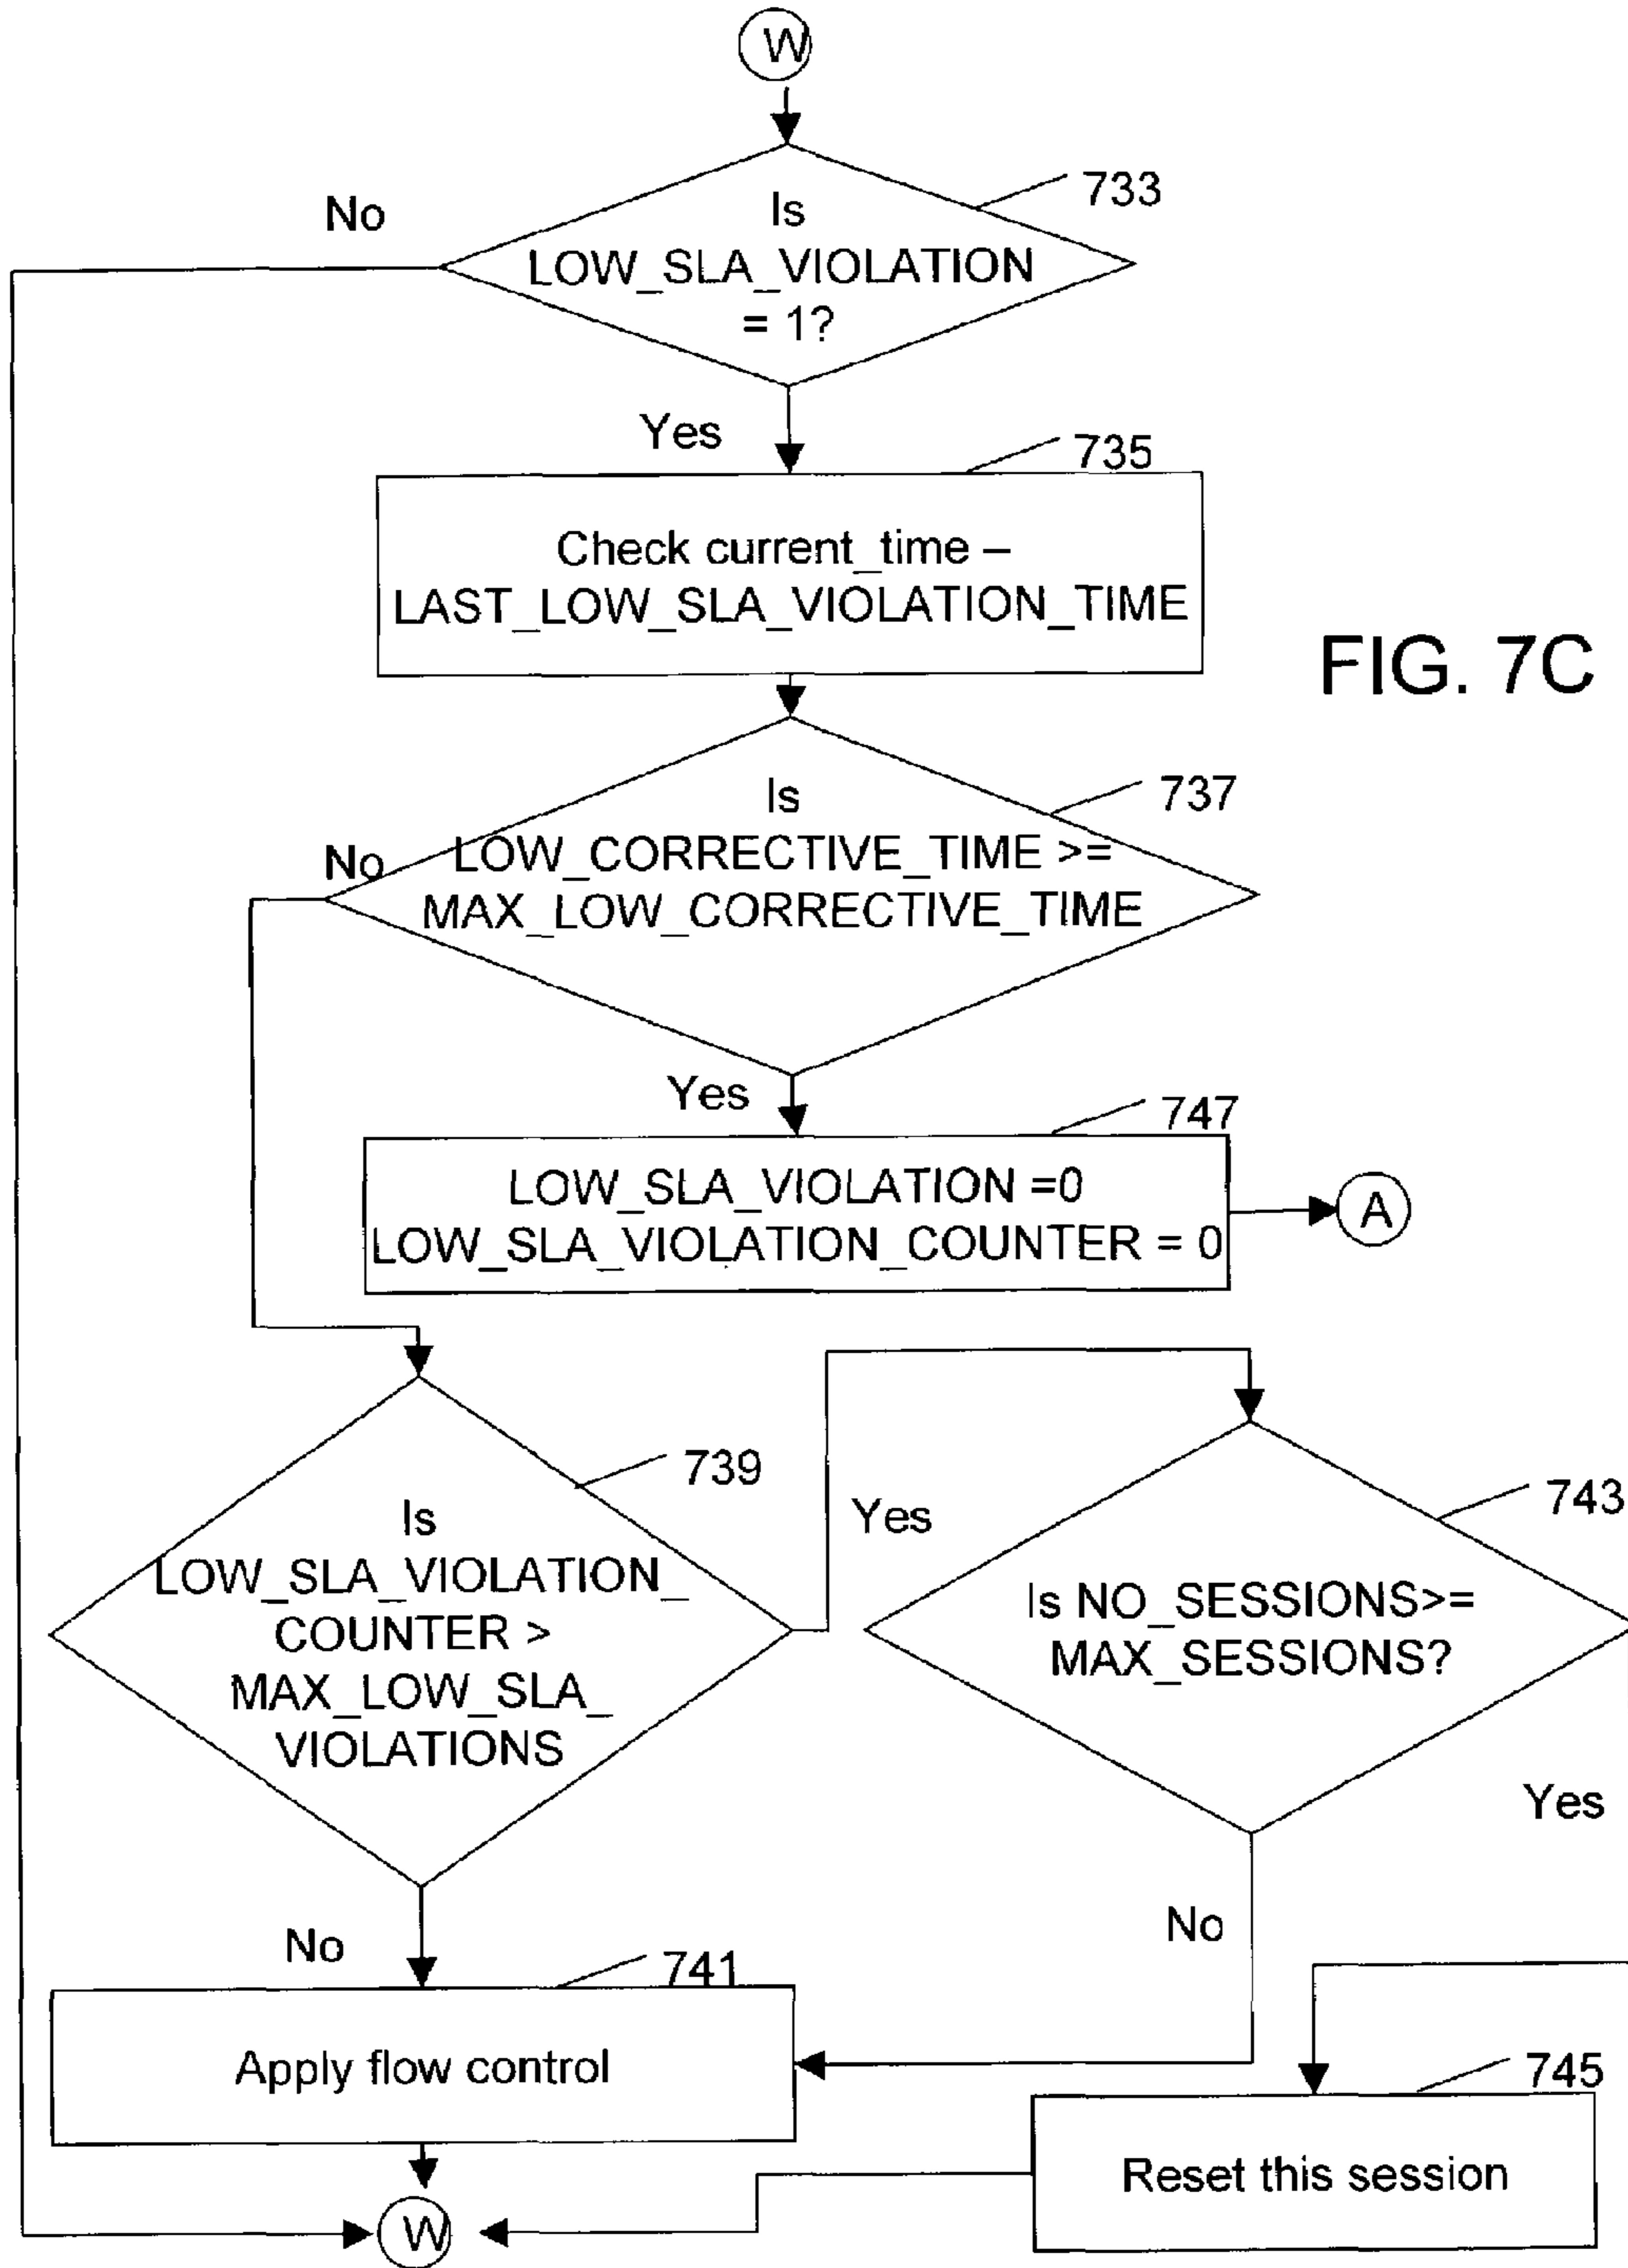 W
733
No
Is
LOW_SLA_VIOLATION
= 1?
Yes
735
Check current_time –
LAST_LOW_SLA_VIOLATION_TIME
FIG. 7C
737
Is
No
LOW_CORRECTIVE_TIME >=
MAX_LOW_CORRECTIVE_TIME
Yes
747
LOW_SLA_VIOLATION =0
LOW_SLA_VIOLATION_COUNTER = 0
A
739
Is
LOW_SLA_VIOLATION_
COUNTER >
MAX_LOW_SLA_
VIOLATIONS
Yes
743
Is NO_SESSIONS>=
MAX_SESSIONS?
Yes
No
No
741
Apply flow control
745
Reset this session
W